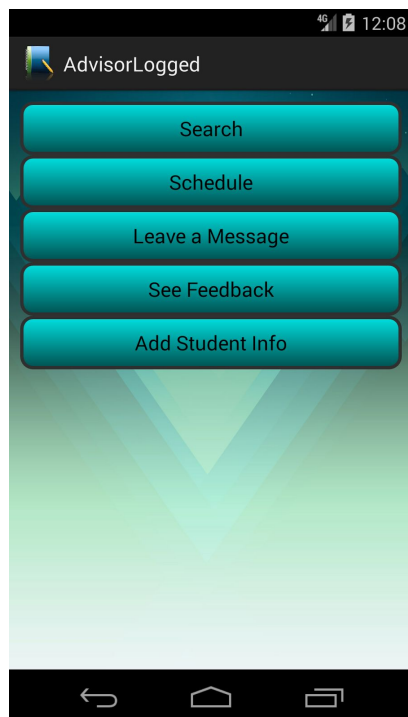 4G 12:08
AdvisorLogged
Search
Schedule
Leave a Message
See Feedback
Add Student Info